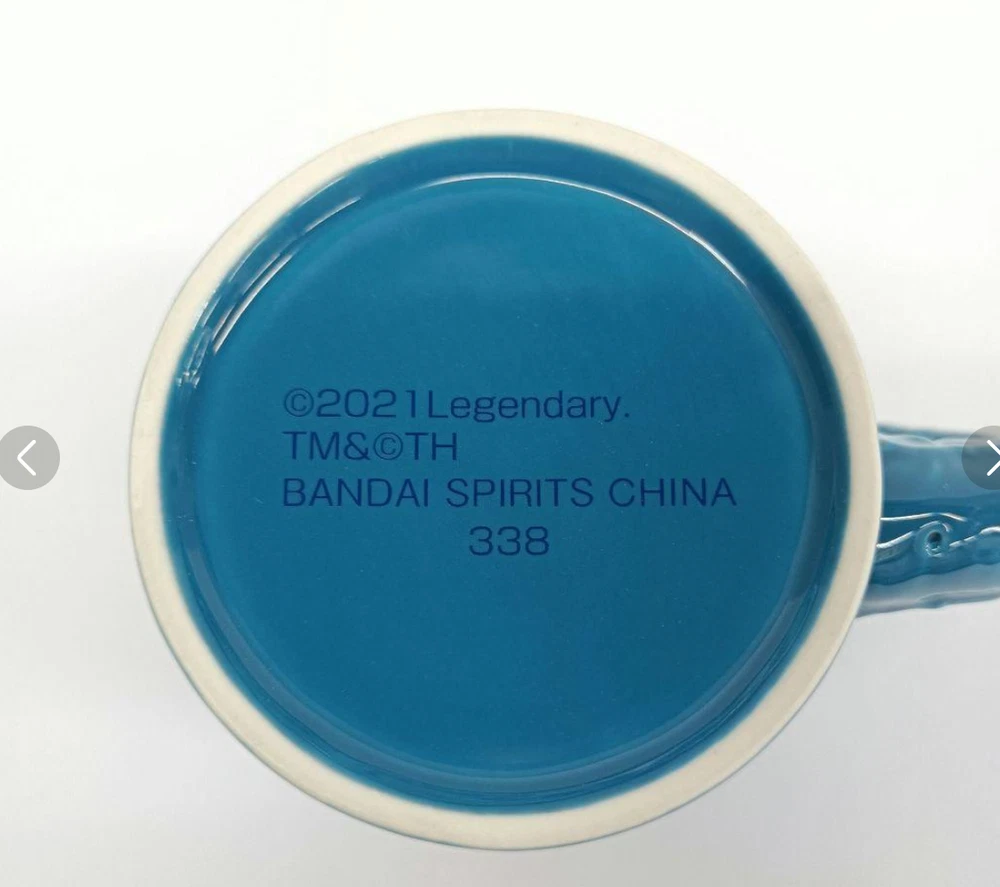 ©2021Legendary.
TM&©TH
BANDAI SPIRITS CHINA
338